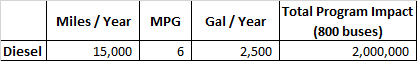 Miles / Year MPG Gal / Year Total Program Impact
(800 buses)
Diesel 15,000 6 2,500 2,000,000